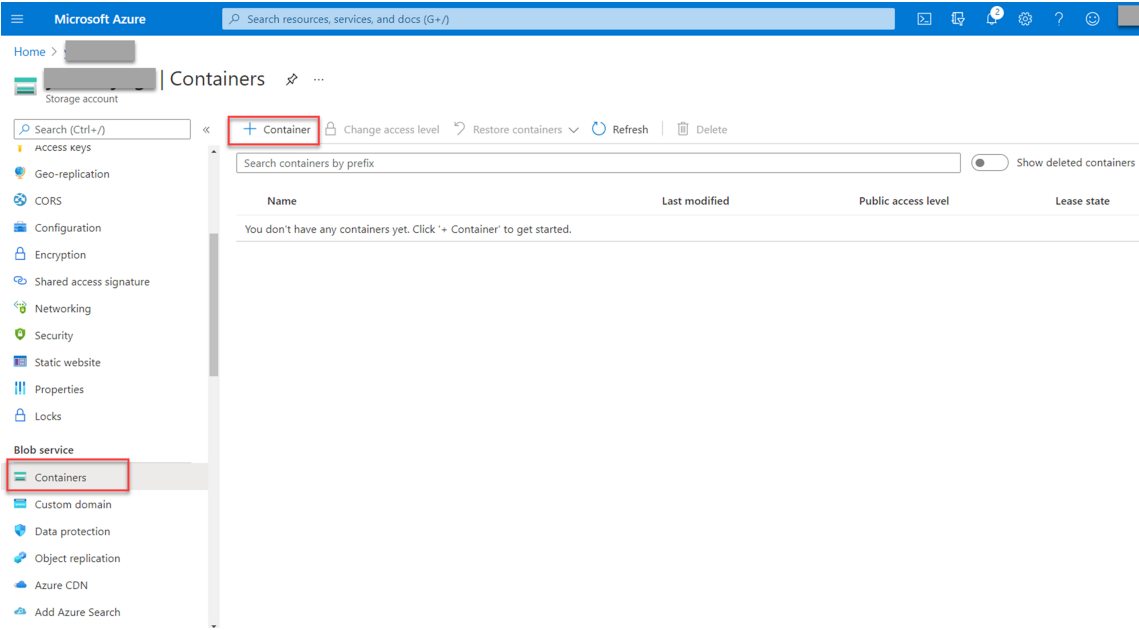 Microsoft Azure
Search resources, services, and docs (G+/)
2
Home >
| Containers
Storage account
Search (Ctrl+/)
«
+ Container
Change access level
Restore containers
Refresh
Delete
Access keys
Search containers by prefix
Show deleted containers
Geo-replication
Name Last modified Public access level Lease state
CORS
Configuration
You don't have any containers yet. Click '+ Container' to get started.
Encryption
Shared access signature
Networking
Security
Static website
Properties
Locks
Blob service
Containers
Custom domain
Data protection
Object replication
Azure CDN
Add Azure Search